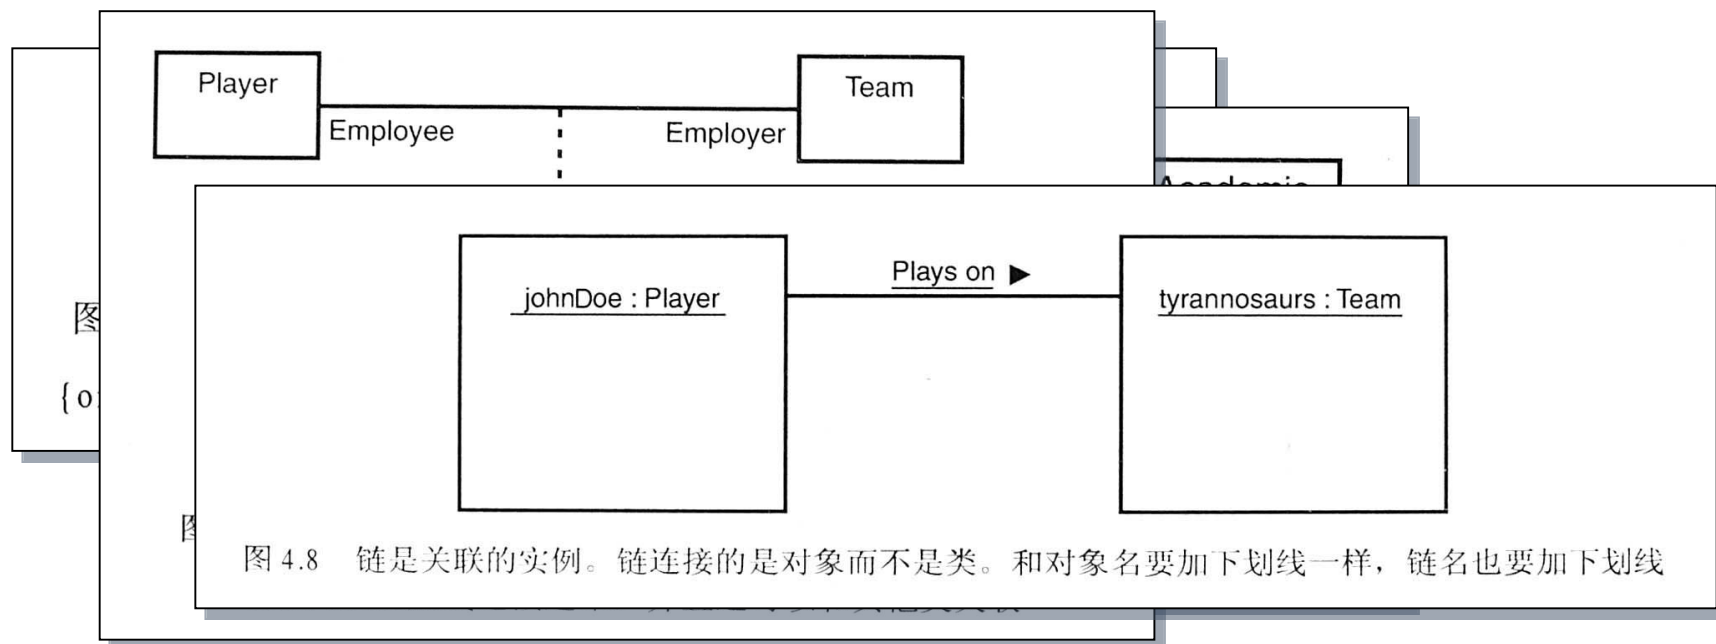 Player
Team
Employee
Employer
Plays on
johnDoe : Player
tyrannosaurs : Team
图
{o
图 4.8 链是关联的实例。链连接的是对象而不是类。和对象名要加下划线一样，链名也要加下划线